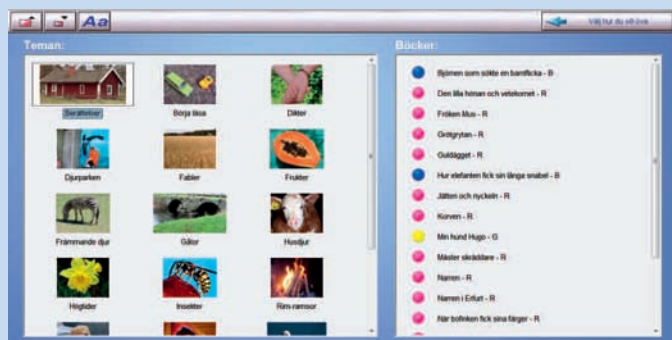 Aa
Välj hur du vill öva
Teman:
Böcker:
Berättelser
Börja läsa
Dikter
Djurparken
Fabler
Frukter
Främmande djur
Gåtor
Husdjur
Högtider
Insekter
Rim-ramsor
Björnen som sökte en barnflicka - B
Den lilla hönan och vetekornet - R
Fröken Mus - R
Grötgrytan - R
Guldägget - R
Hur elefanten fick sin långa snabel - B
Jätten och nyckeln - R
Korven - R
Min hund Hugo - G
Mäster skräddare - R
Narren - R
Narren i Erfurt - R
När bofinken fick sina färger - R